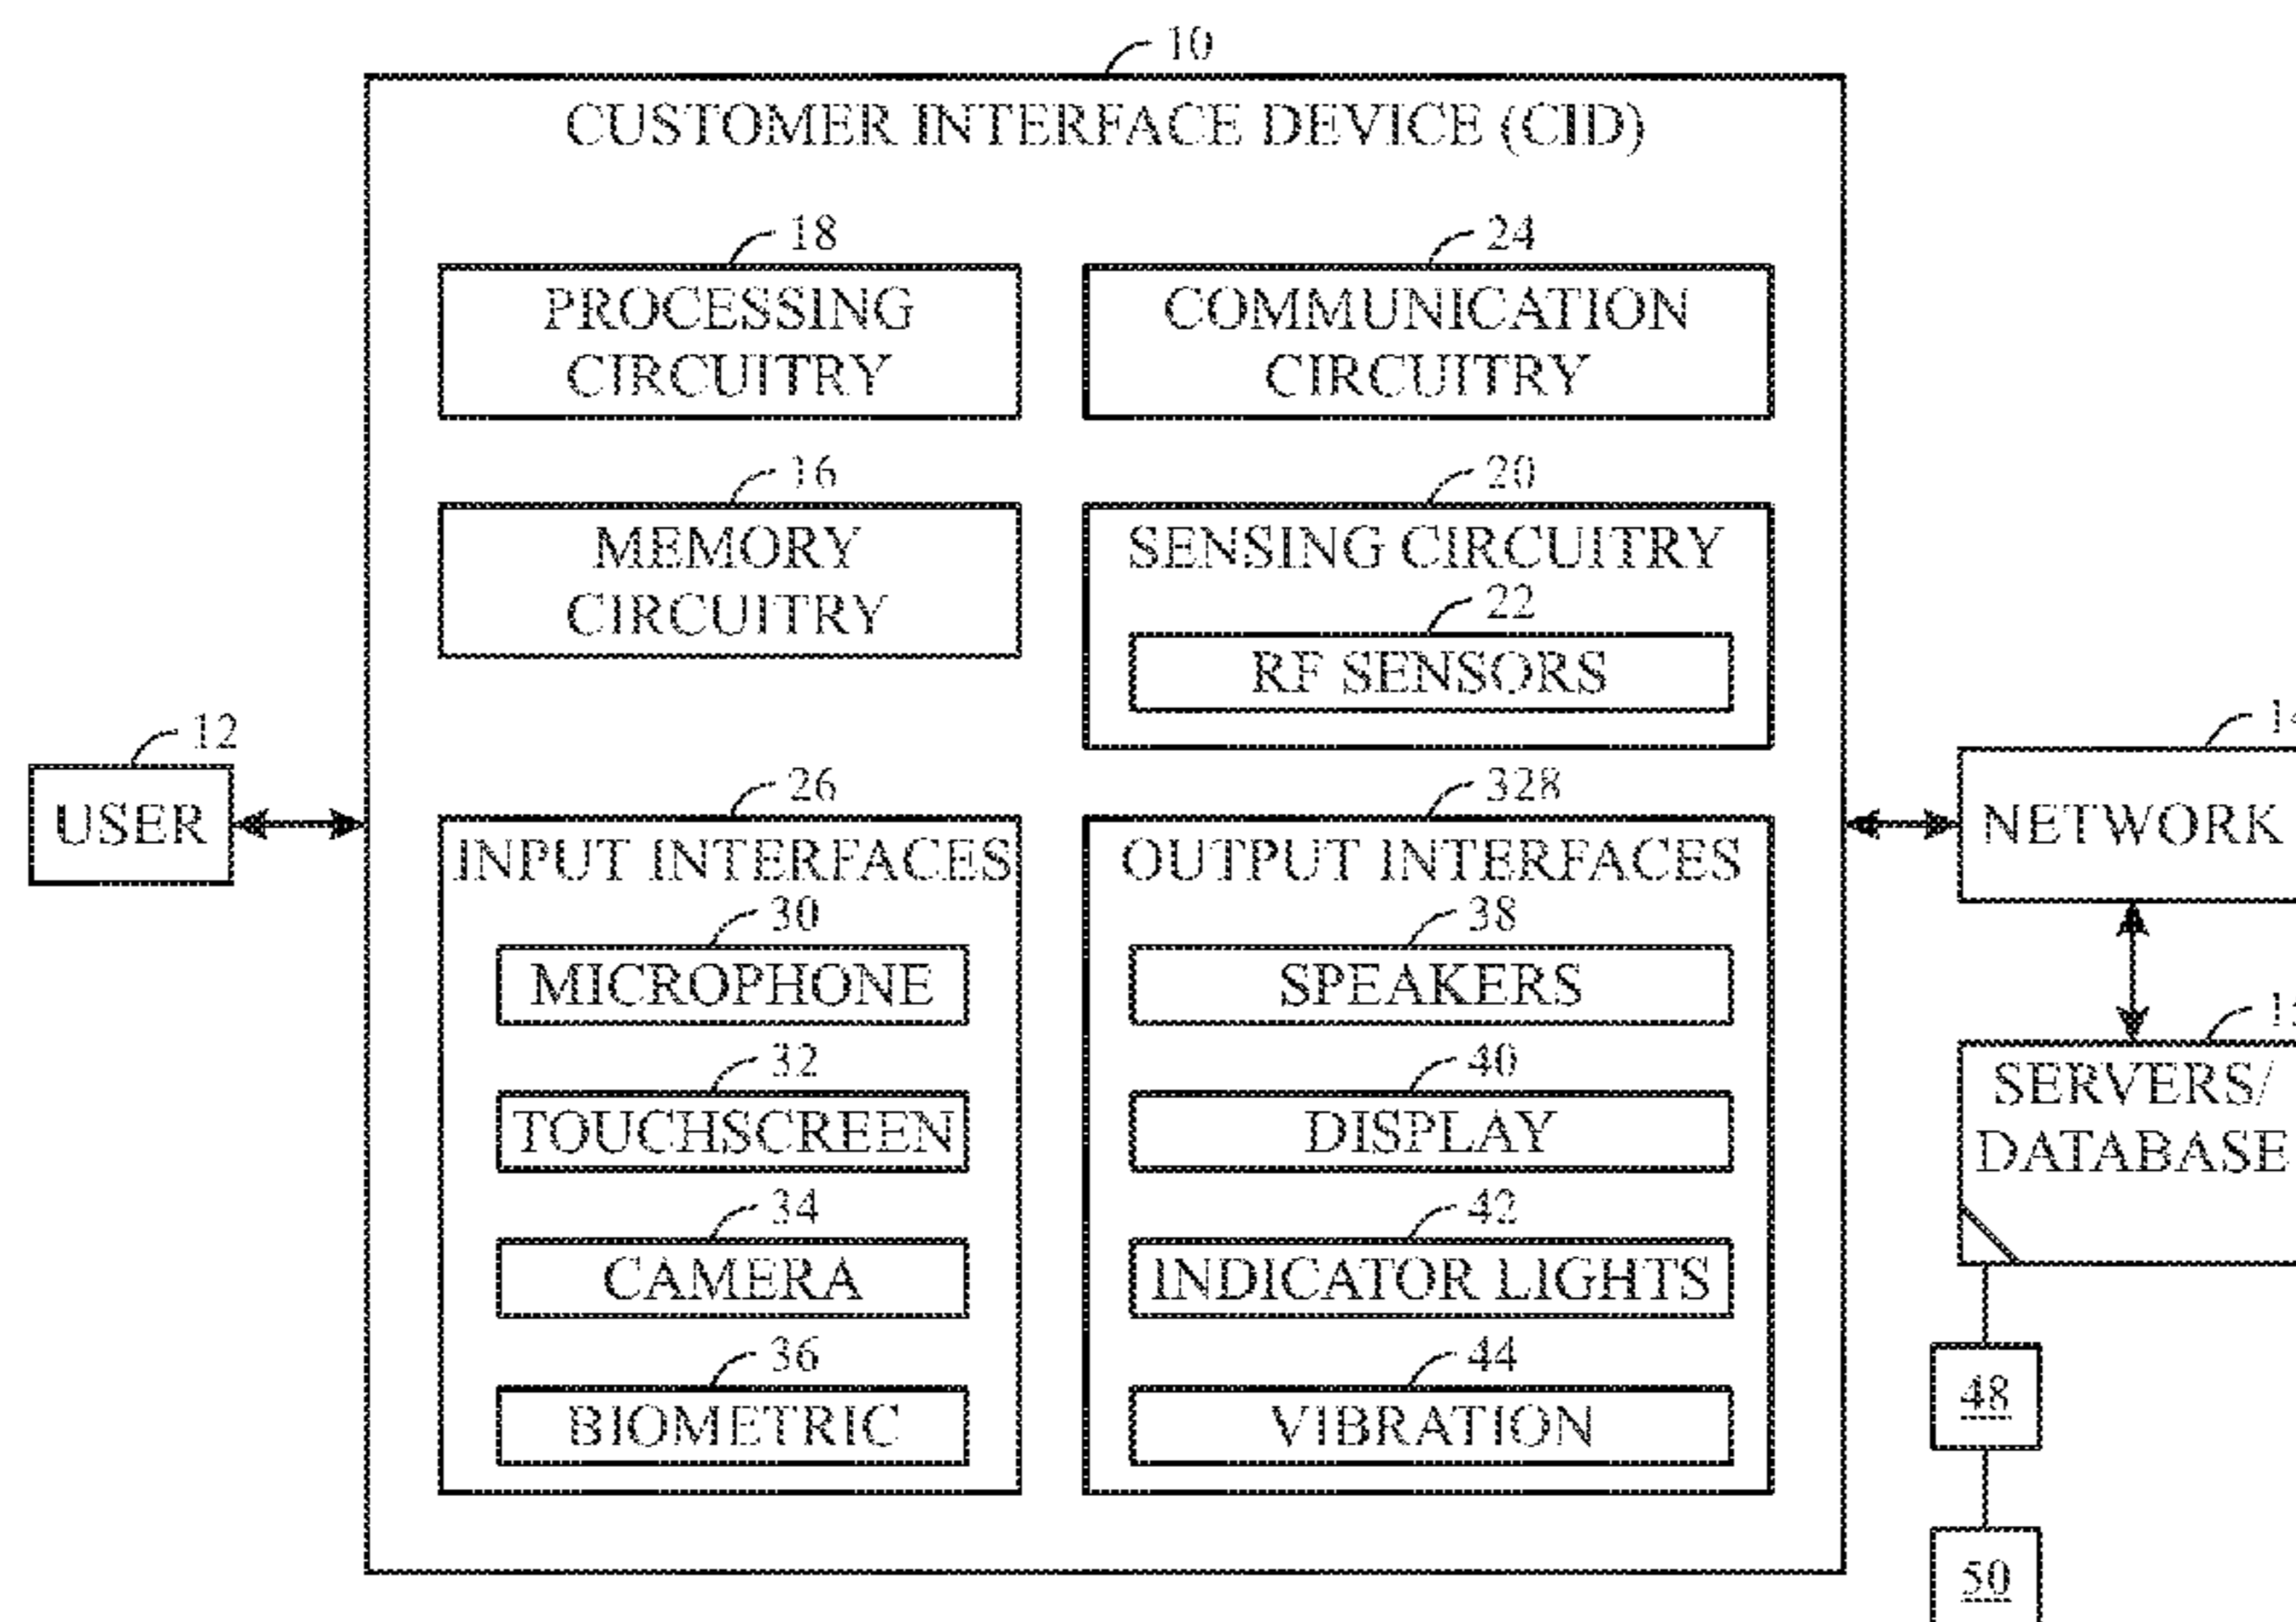 10
CUSTOMER INTERFACE DEVICE (CID)
18
PROCESSING
CIRCUITRY
24
COMMUNICATION
CIRCUITRY
16
MEMORY
CIRCUITRY
20
SENSING CIRCUITRY
22
RF SENSORS
12
USER
26
INPUT INTERFACES
30
MICROPHONE
32
TOUCHSCREEN
34
CAMERA
36
BIOMETRIC
328
OUTPUT INTERFACES
38
SPEAKERS
40
DISPLAY
42
INDICATOR LIGHTS
44
VIBRATION
NETWORK
SERVERS/
DATABASE
48
50